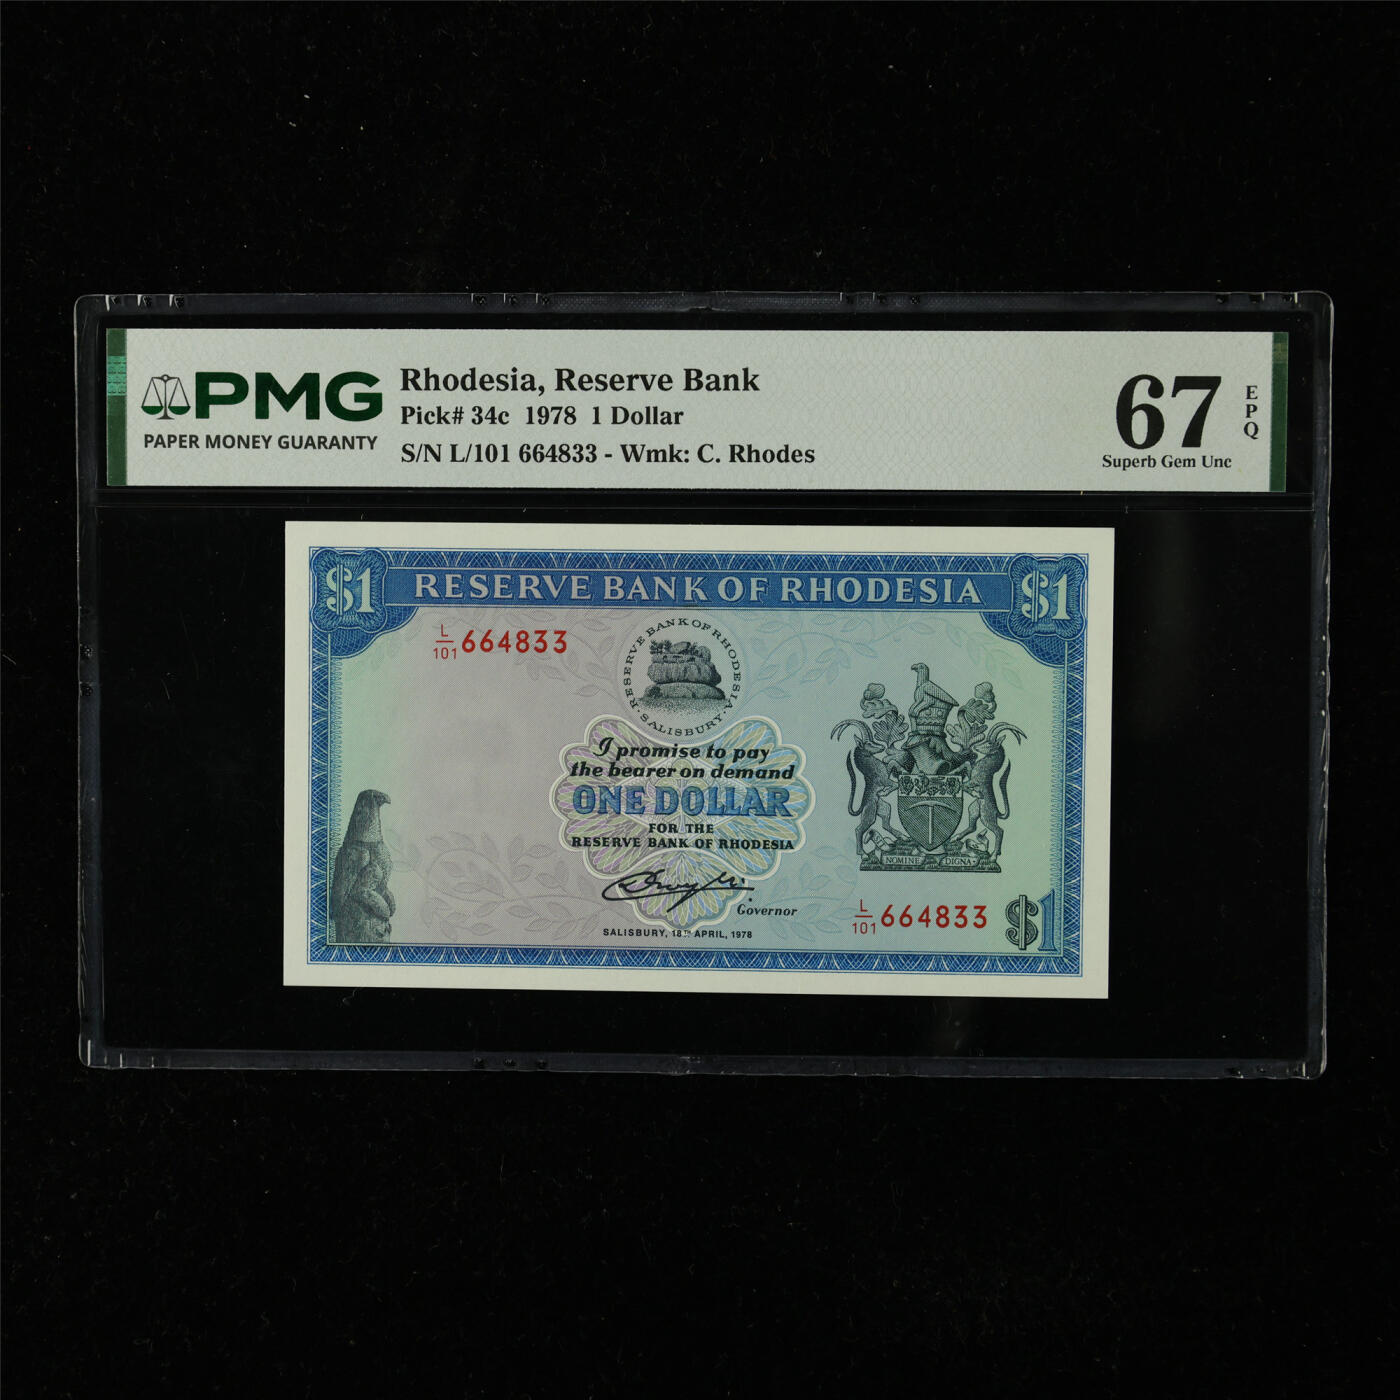 PMG
PAPER MONEY GUARANTY
Rhodesia, Reserve Bank
Pick# 34c 1978 1 Dollar
S/N L/101 664833 - Wmk: C. Rhodes
67
EPQ
Superb Gem Unc
$1 RESERVE BANK OF RHODESIA $1
L/101 664833
RESERVE BANK OF RHODESIA
· SALISBURY ·
I promise to pay
the bearer on demand
ONE DOLLAR
FOR THE
RESERVE BANK OF RHODESIA
Governor
SALISBURY, 18TH APRIL, 1978
NOMINE DIGNA
L/101 664833
$1